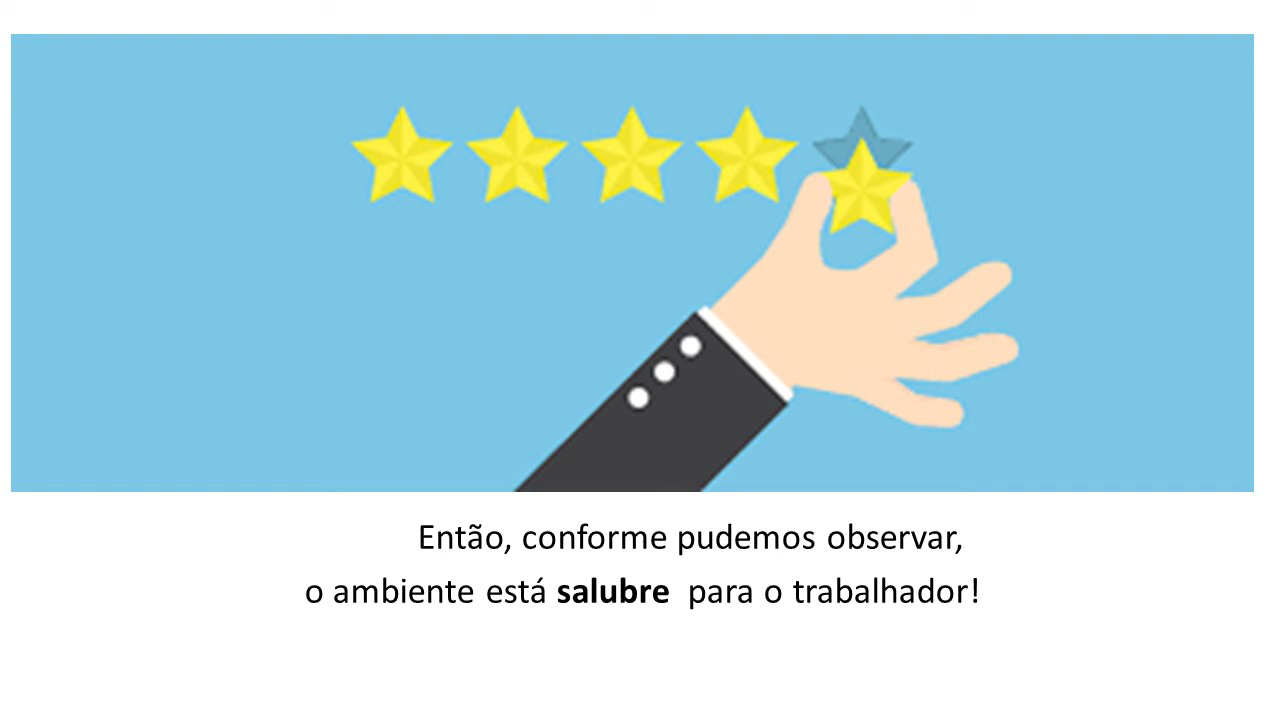 Então, conforme pudemos observar,
o ambiente está salubre para o trabalhador!